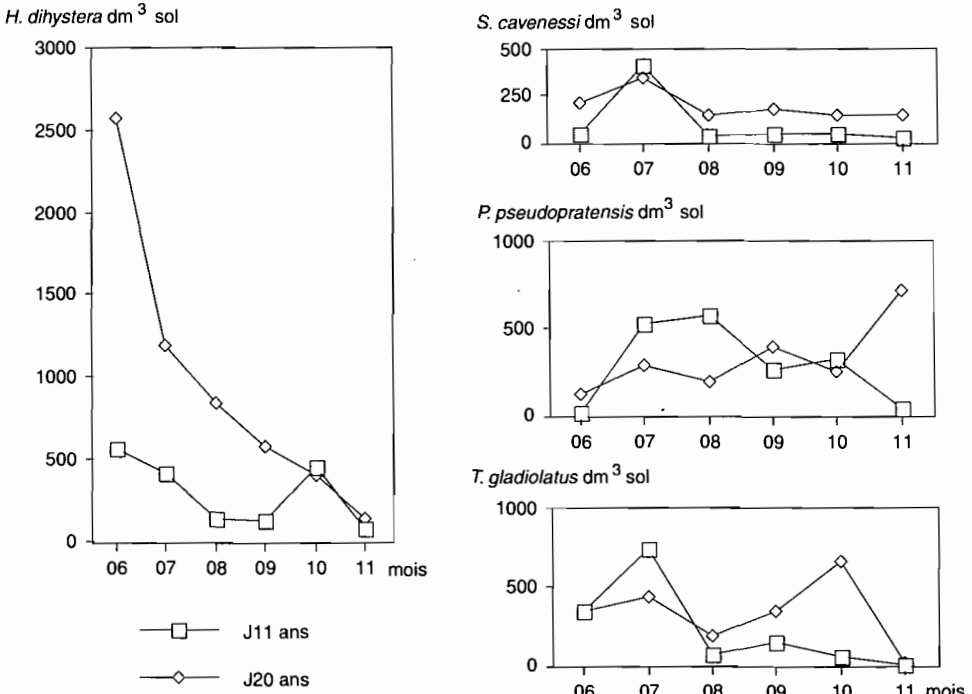 H. dihystera dm³ sol
3000
2500
2000
1500
1000
500
0
06 07 08 09 10 11 mois
J11 ans
J20 ans
S. cavenessi dm³ sol
500
250
0
06 07 08 09 10 11
P. pseudopratensis dm³ sol
1000
500
0
06 07 08 09 10 11
T. gladiolatus dm³ sol
1000
500
0
06 07 08 09 10 11 mois